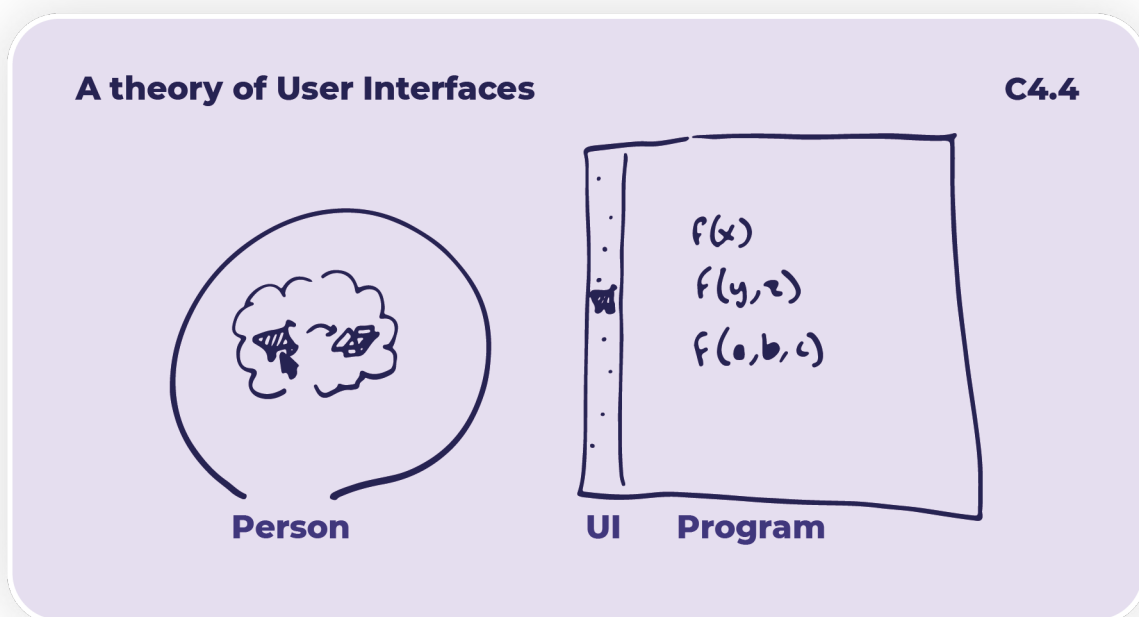 A theory of User Interfaces
C4.4
f(x)
f(y,z)
f(a,b,c)
Person
UI
Program